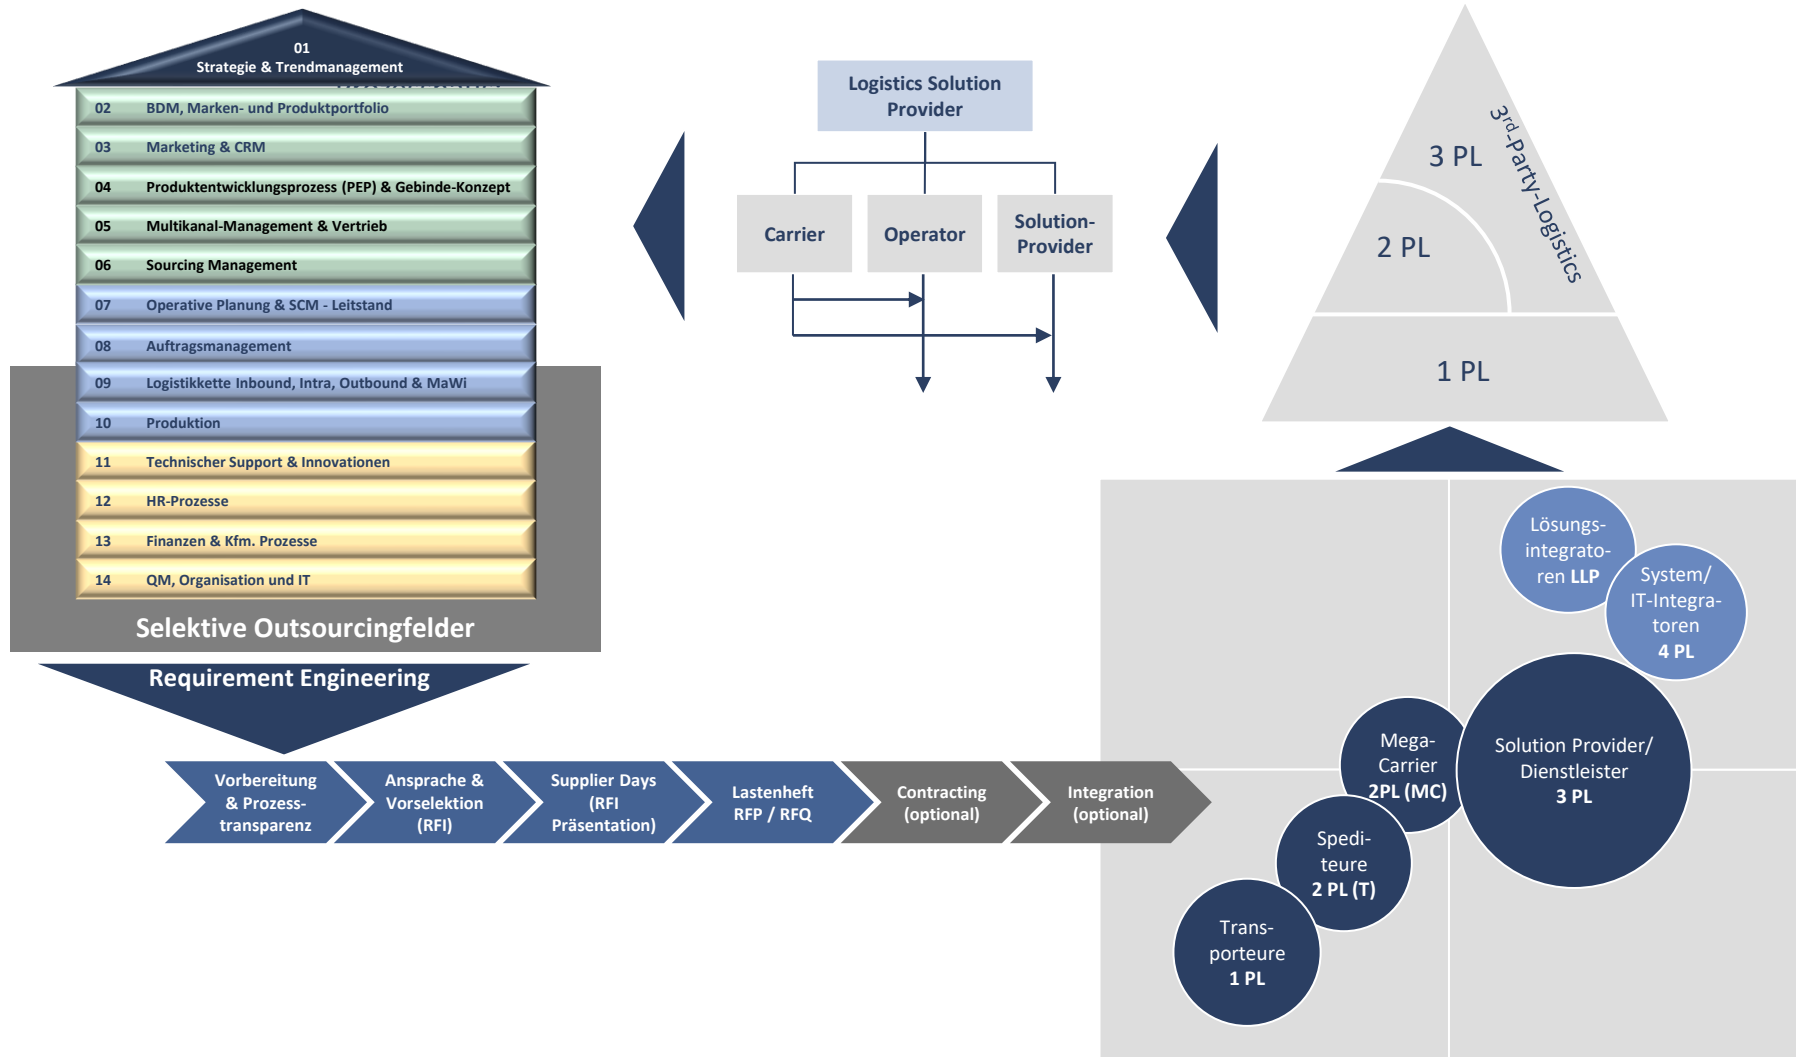 01
Strategie & Trendmanagement
02 BDM, Marken- und Produktportfolio
03 Marketing & CRM
04 Produktentwicklungsprozess (PEP) & Gebinde-Konzept
05 Multikanal-Management & Vertrieb
06 Sourcing Management
07 Operative Planung & SCM - Leitstand
08 Auftragsmanagement
09 Logistikkette Inbound, Intra, Outbound & MaWi
10 Produktion
11 Technischer Support & Innovationen
12 HR-Prozesse
13 Finanzen & Kfm. Prozesse
14 QM, Organisation und IT
Selektive Outsourcingfelder
Requirement Engineering
Logistics Solution
Provider
Carrier
Operator
Solution-
Provider
3 PL
2 PL
1 PL
3rd-Party-Logistics
Vorbereitung
& Prozess-
transparenz
Ansprache &
Vorselektion
(RFI)
Supplier Days
(RFI
Präsentation)
Lastenheft
RFP / RFQ
Contracting
(optional)
Integration
(optional)
Lösungs-
integrato-
ren LLP
System/
IT-Integra-
toren
4 PL
Solution Provider/
Dienstleister
3 PL
Mega-
Carrier
2PL (MC)
Spedi-
teure
2 PL (T)
Trans-
porteure
1 PL